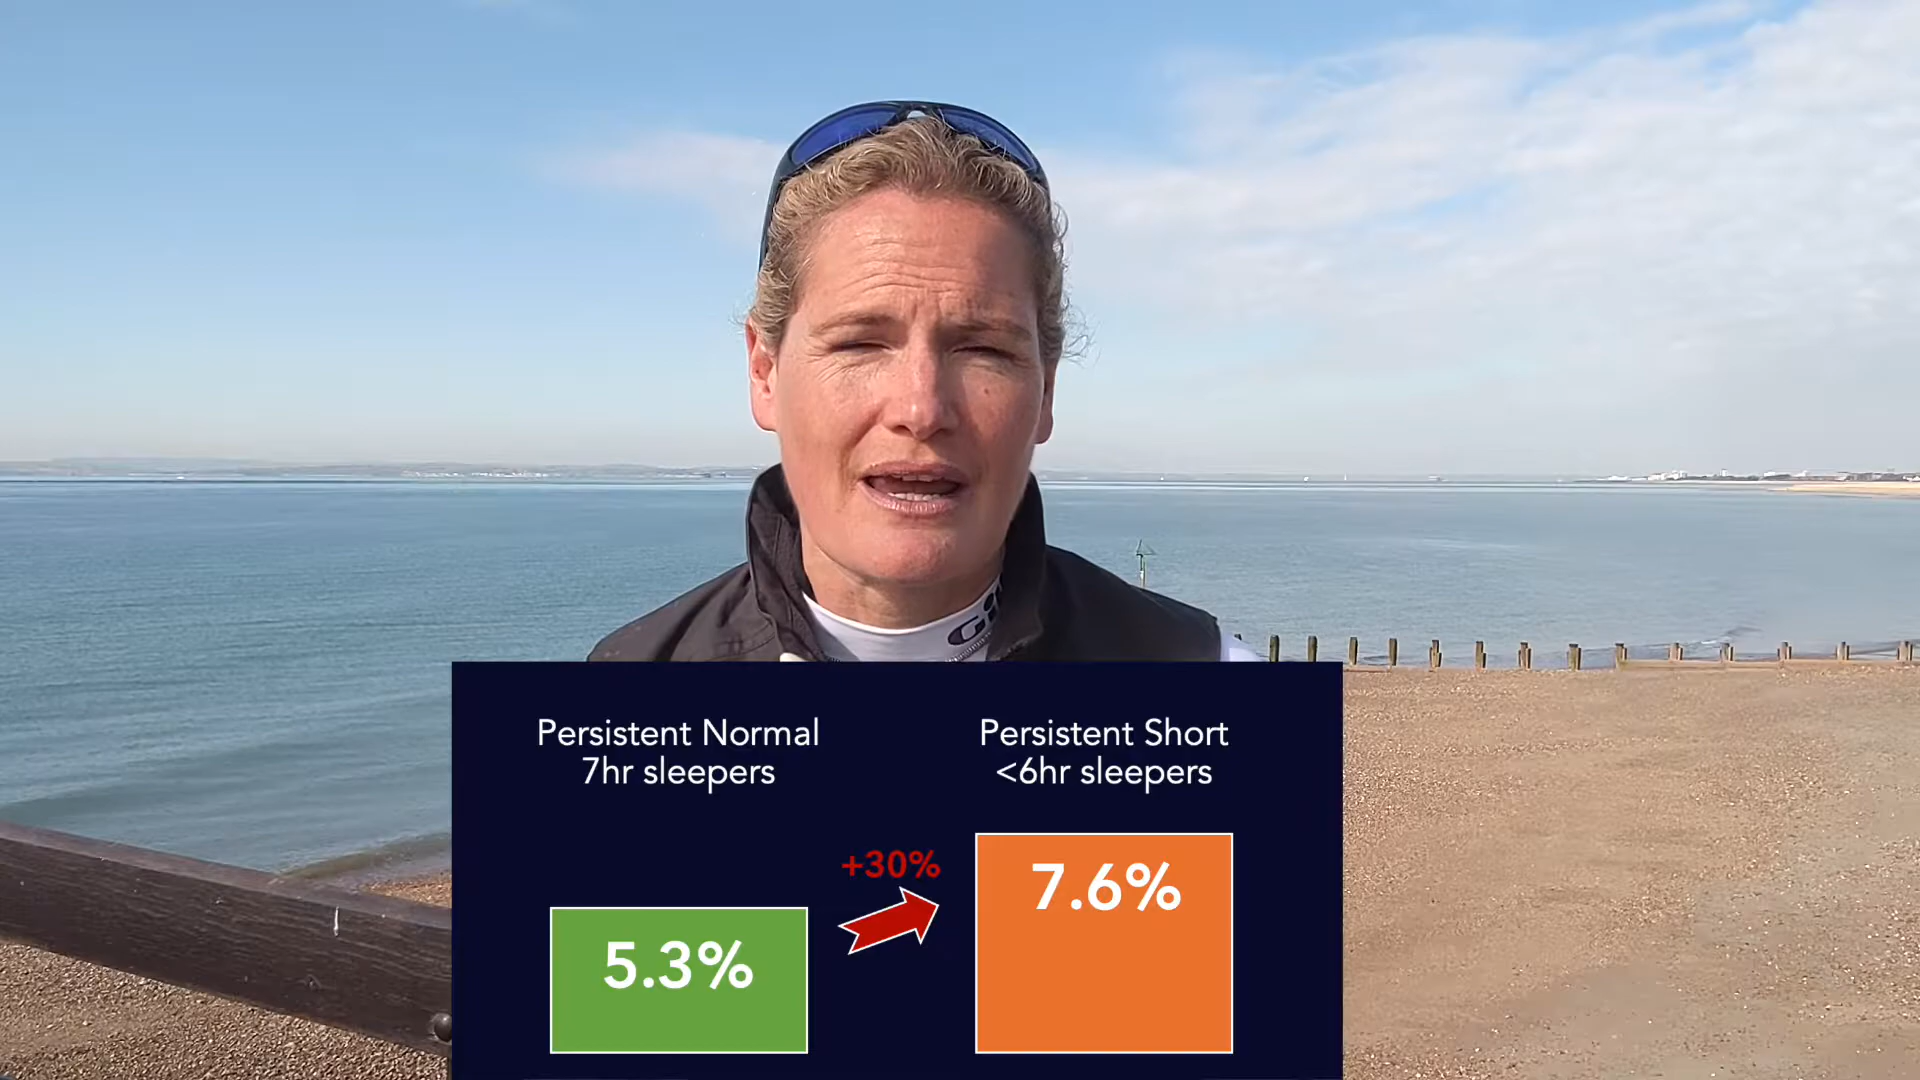 Persistent Normal
7hr sleepers
Persistent Short
<6hr sleepers
+30%
5.3%
7.6%